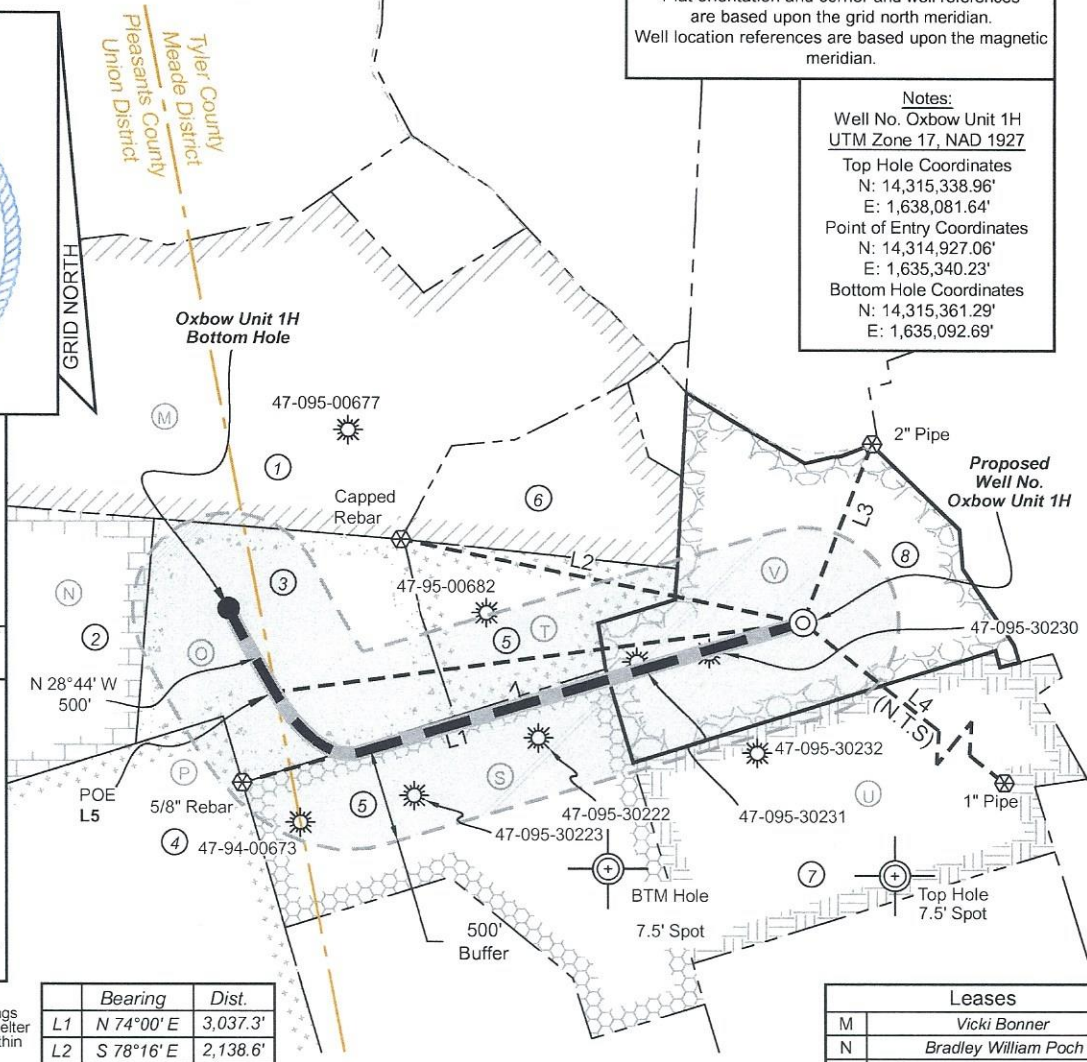 are based upon the grid north meridian.
Well location references are based upon the magnetic
meridian.
Notes:
Well No. Oxbow Unit 1H
UTM Zone 17, NAD 1927
Top Hole Coordinates
N: 14,315,338.96'
E: 1,638,081.64'
Point of Entry Coordinates
N: 14,314,927.06'
E: 1,635,340.23'
Bottom Hole Coordinates
N: 14,315,361.29'
E: 1,635,092.69'
Tyler County
Meade District
Pleasants County
Union District
GRID NORTH
Oxbow Unit 1H
Bottom Hole
47-095-00677
M
1
Capped
Rebar
6
2" Pipe
Proposed
Well No.
Oxbow Unit 1H
L3
8
L2
V
N
3
47-95-00682
2
5
T
47-095-30230
O
N 28°44' W
500'
L4
(N.T.S)
L1
47-095-30232
P
S
U
POE
L5
5/8" Rebar
5
1" Pipe
47-095-30222
47-095-30231
47-095-30223
4
47-94-00673
7
BTM Hole
Top Hole
7.5' Spot
7.5' Spot
500'
Buffer
Bearing Dist.
L1 N 74°00' E 3,037.3'
L2 S 78°16' E 2,138.6'
Leases
M Vicki Bonner
N Bradley William Poch